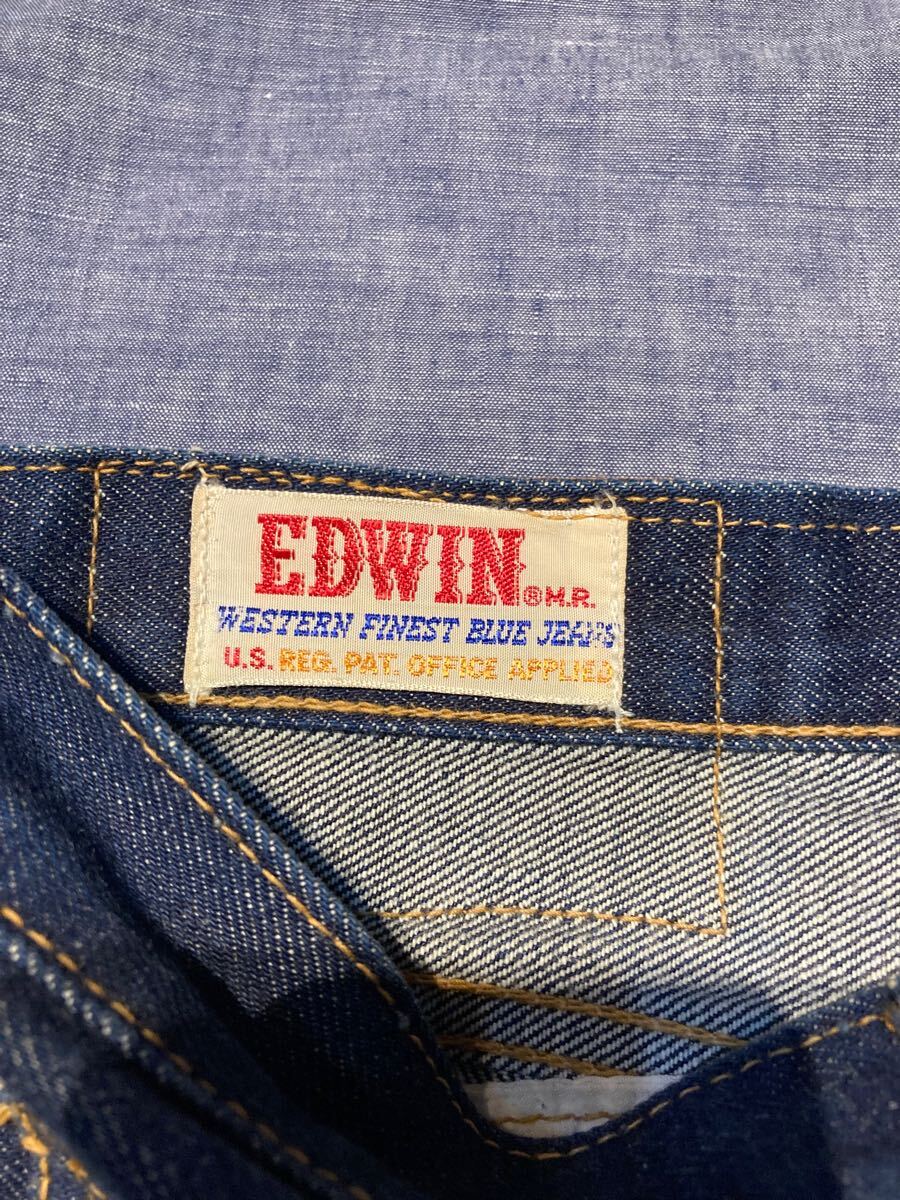 EDWIN ® M.R.
WESTERN FINEST BLUE JEANS
U.S. REG. PAT. OFFICE APPLIED